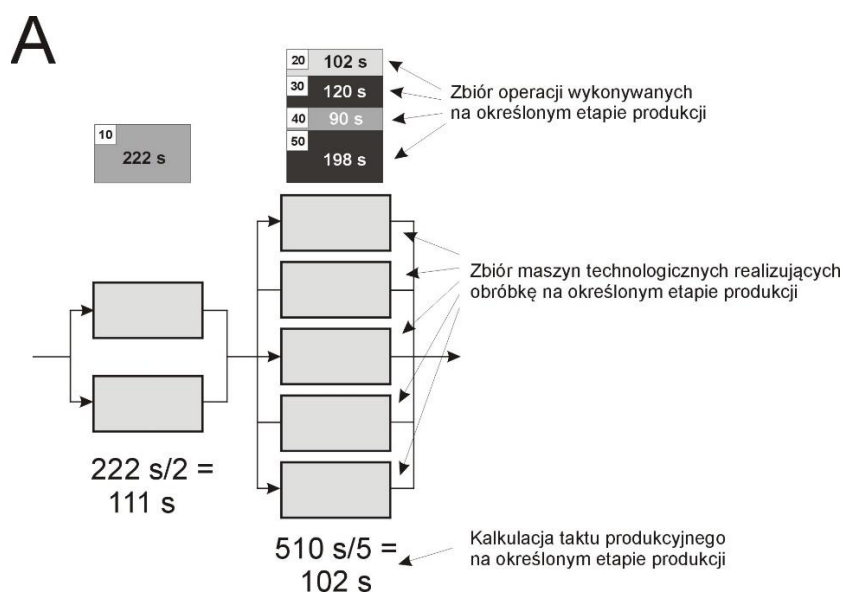 A
20 102 s
30 120 s
40 90 s
50 198 s
Zbiór operacji wykonywanych
na określonym etapie produkcji
10
222 s
Zbiór maszyn technologicznych realizujących
obróbkę na określonym etapie produkcji
222 s/2 =
111 s
510 s/5 =
102 s
Kalkulacja taktu produkcyjnego
na określonym etapie produkcji